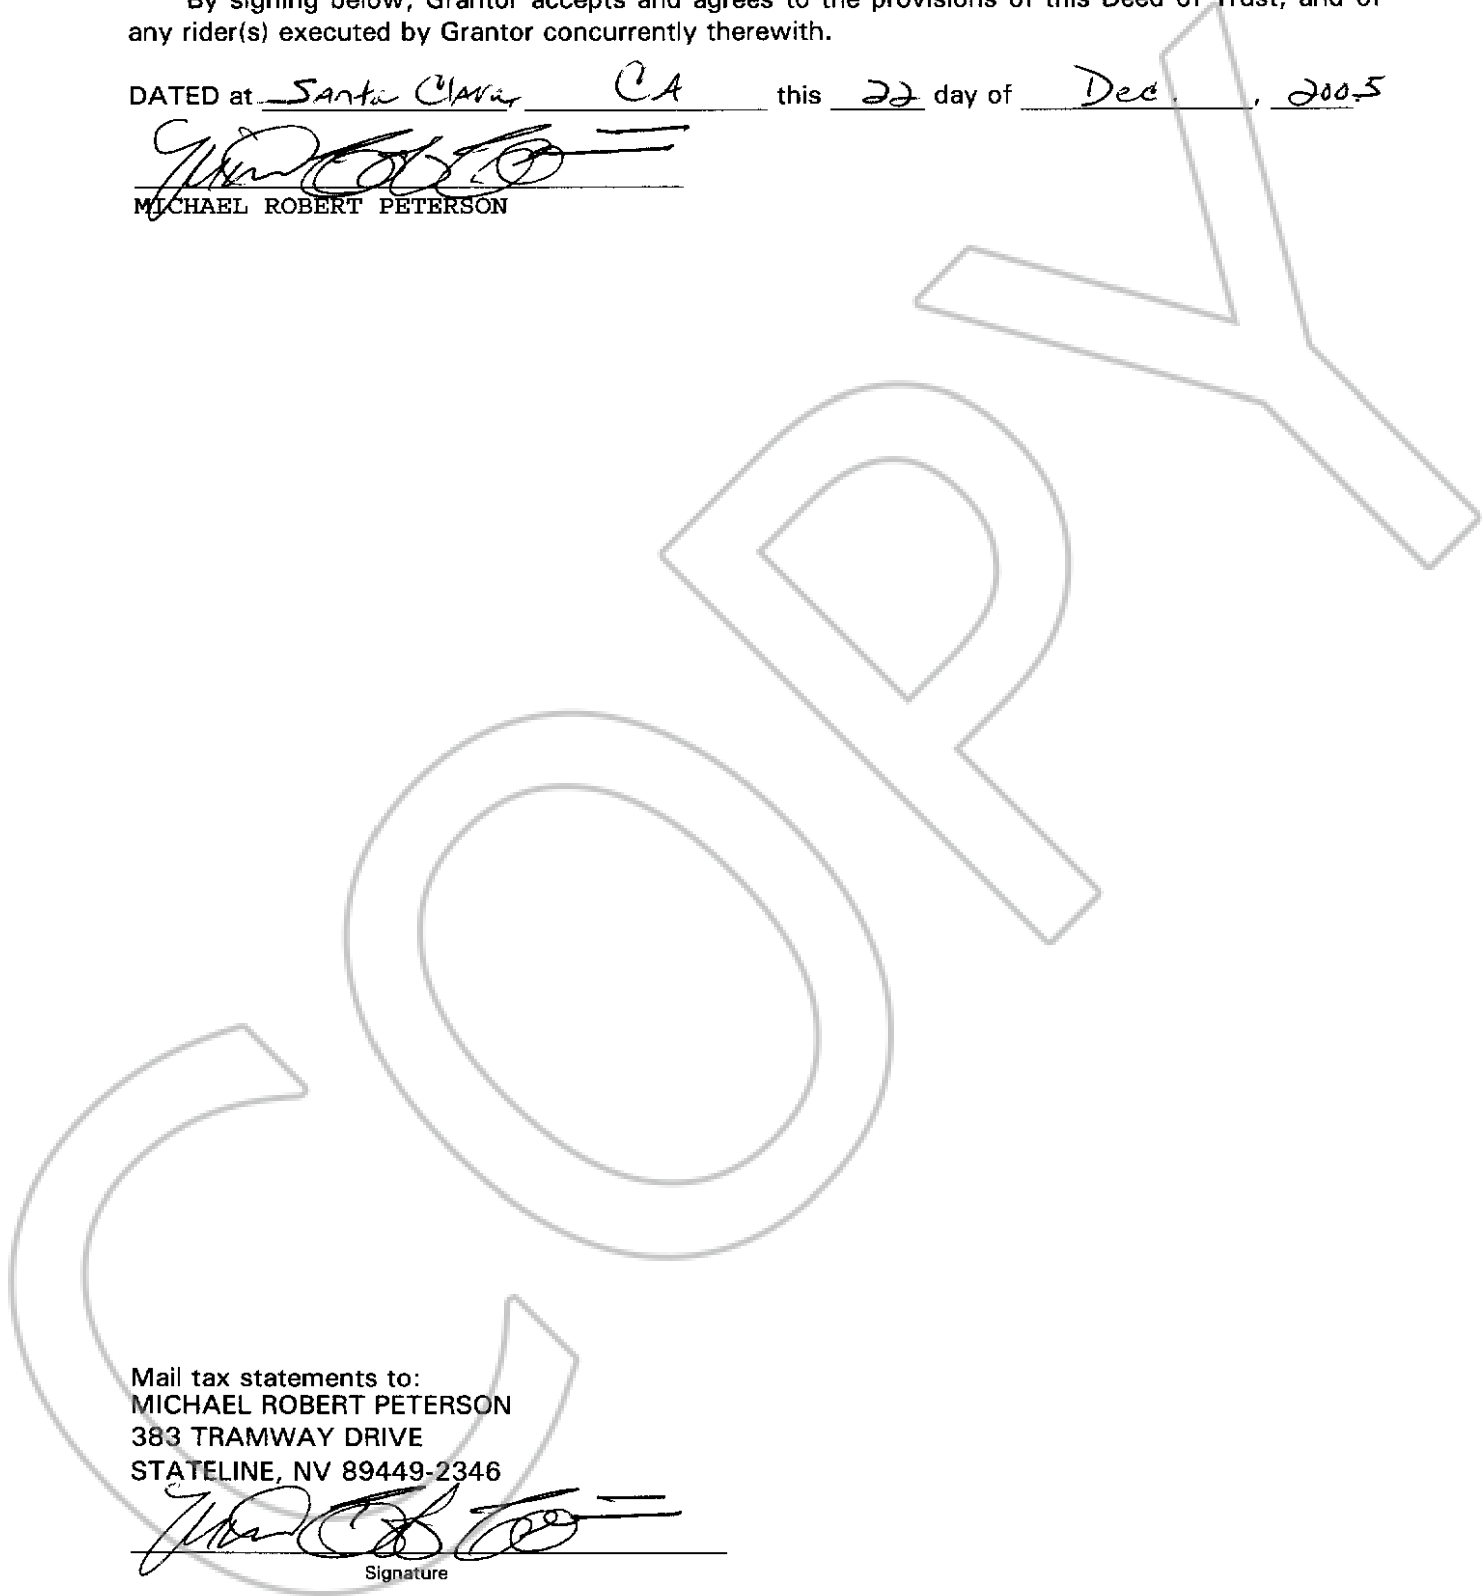 By signing below, Grantor accepts and agrees to the provisions of this Deed of Trust, and of
any rider(s) executed by Grantor concurrently therewith.
DATED at Santa Clara, CA this 22 day of Dec. , 2005
MICHAEL ROBERT PETERSON
COPY
Mail tax statements to:
MICHAEL ROBERT PETERSON
383 TRAMWAY DRIVE
STATELINE, NV 89449-2346
Signature